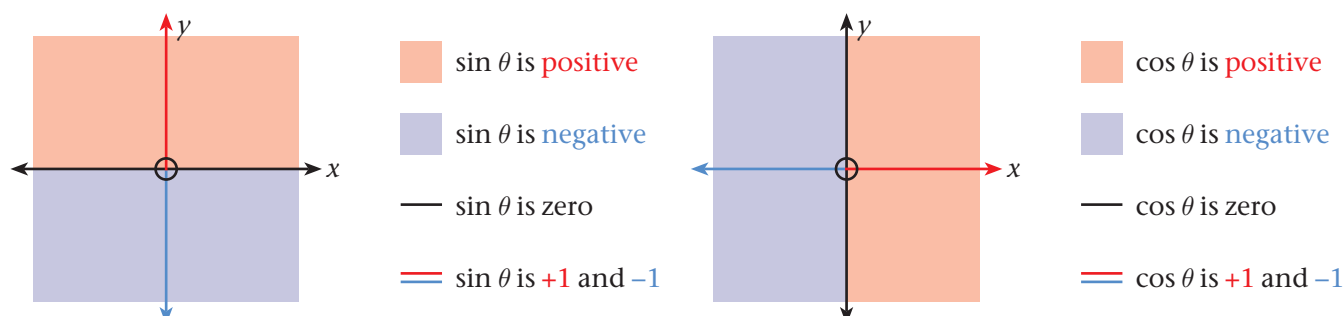 y
sin θ is positive
sin θ is negative
x
sin θ is zero
sin θ is +1 and –1
y
cos θ is positive
cos θ is negative
x
cos θ is zero
cos θ is +1 and –1